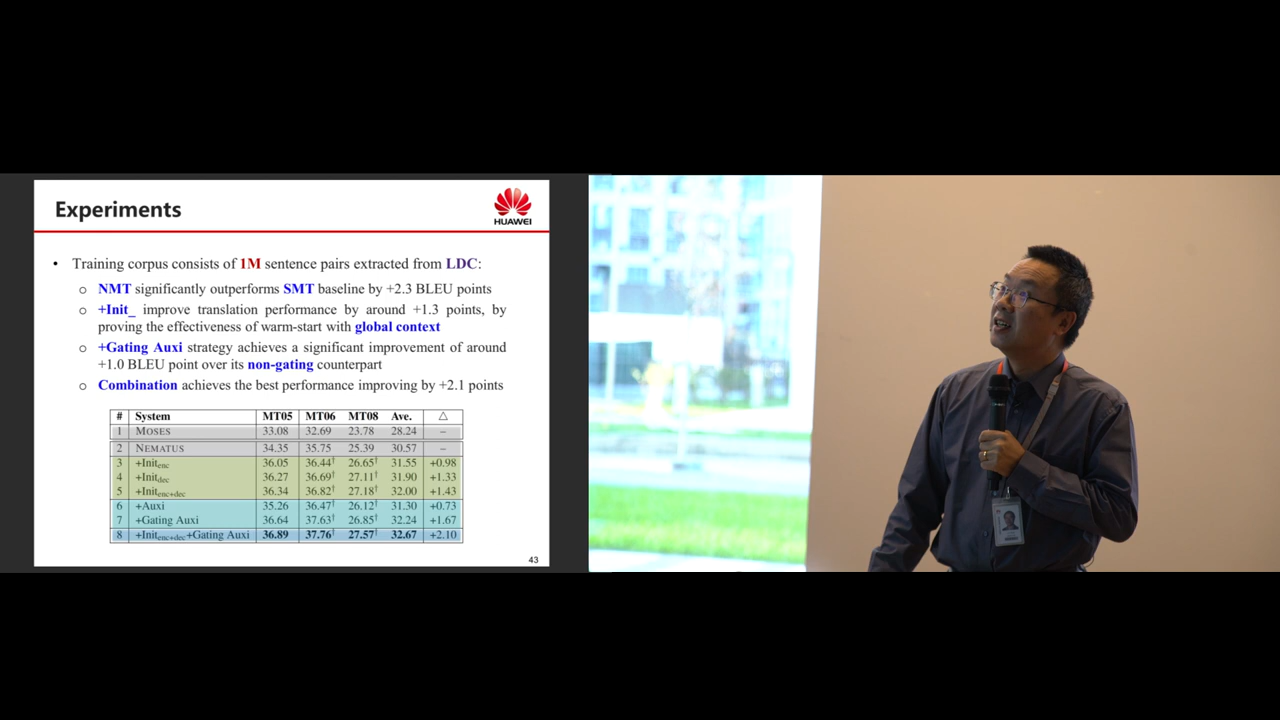 Experiments
HUAWEI
• Training corpus consists of 1M sentence pairs extracted from LDC:
o NMT significantly outperforms SMT baseline by +2.3 BLEU points
o +Init_ improve translation performance by around +1.3 points, by
proving the effectiveness of warm-start with global context
o +Gating Auxi strategy achieves a significant improvement of around
+1.0 BLEU point over its non-gating counterpart
o Combination achieves the best performance improving by +2.1 points
# System MT05 MT06 MT08 Ave. △
1 MOSES 33.08 32.69 23.78 28.24 –
2 NEMATUS 34.35 35.75 25.39 30.57 –
3 +Init_enc 36.05 36.44† 26.65† 31.55 +0.98
4 +Init_dec 36.27 36.69† 27.11† 31.90 +1.33
5 +Init_enc+dec 36.34 36.82† 27.18† 32.00 +1.43
6 +Auxi 35.26 36.47† 26.12† 31.30 +0.73
7 +Gating Auxi 36.64 37.63† 26.85† 32.24 +1.67
8 +Init_enc+dec+Gating Auxi 36.89 37.76† 27.57† 32.67 +2.10
43